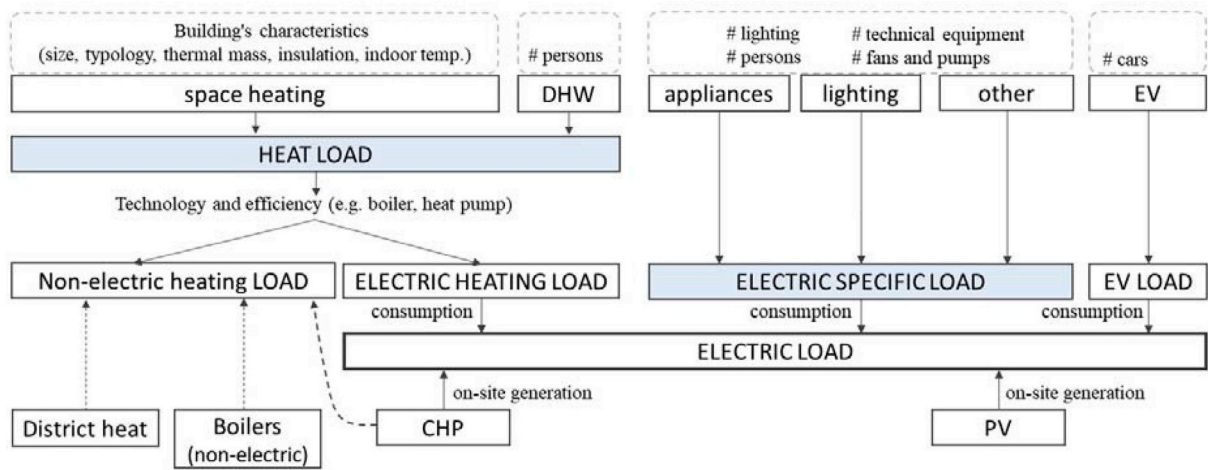 Building's characteristics
(size, typology, thermal mass, insulation, indoor temp.)
# persons
# lighting
# technical equipment
# persons
# fans and pumps
# cars
space heating
DHW
appliances
lighting
other
EV
HEAT LOAD
Technology and efficiency (e.g. boiler, heat pump)
Non-electric heating LOAD
ELECTRIC HEATING LOAD
ELECTRIC SPECIFIC LOAD
EV LOAD
consumption
consumption
consumption
ELECTRIC LOAD
on-site generation
on-site generation
District heat
Boilers
(non-electric)
CHP
PV